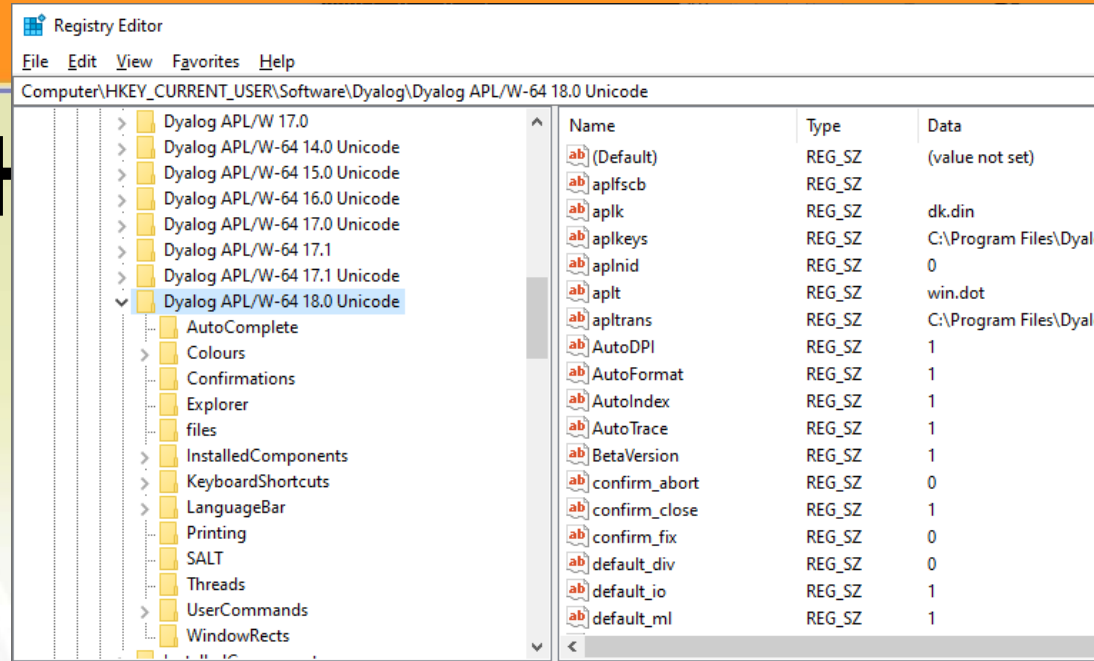 Registry Editor
File Edit View Favorites Help
Computer\HKEY_CURRENT_USER\Software\Dyalog\Dyalog APL/W-64 18.0 Unicode
Dyalog APL/W 17.0
Dyalog APL/W-64 14.0 Unicode
Dyalog APL/W-64 15.0 Unicode
Dyalog APL/W-64 16.0 Unicode
Dyalog APL/W-64 17.0 Unicode
Dyalog APL/W-64 17.1
Dyalog APL/W-64 17.1 Unicode
Dyalog APL/W-64 18.0 Unicode
AutoComplete
Colours
Confirmations
Explorer
files
InstalledComponents
KeyboardShortcuts
LanguageBar
Printing
SALT
Threads
UserCommands
WindowRects
Name Type Data
(Default) REG_SZ (value not set)
aplfscb REG_SZ
aplk REG_SZ dk.din
aplkeys REG_SZ C:\Program Files\Dyal
aplnid REG_SZ 0
aplt REG_SZ win.dot
apltrans REG_SZ C:\Program Files\Dyal
AutoDPI REG_SZ 1
AutoFormat REG_SZ 1
AutoIndex REG_SZ 1
AutoTrace REG_SZ 1
BetaVersion REG_SZ 1
confirm_abort REG_SZ 0
confirm_close REG_SZ 1
confirm_fix REG_SZ 0
default_div REG_SZ 0
default_io REG_SZ 1
default_ml REG_SZ 1